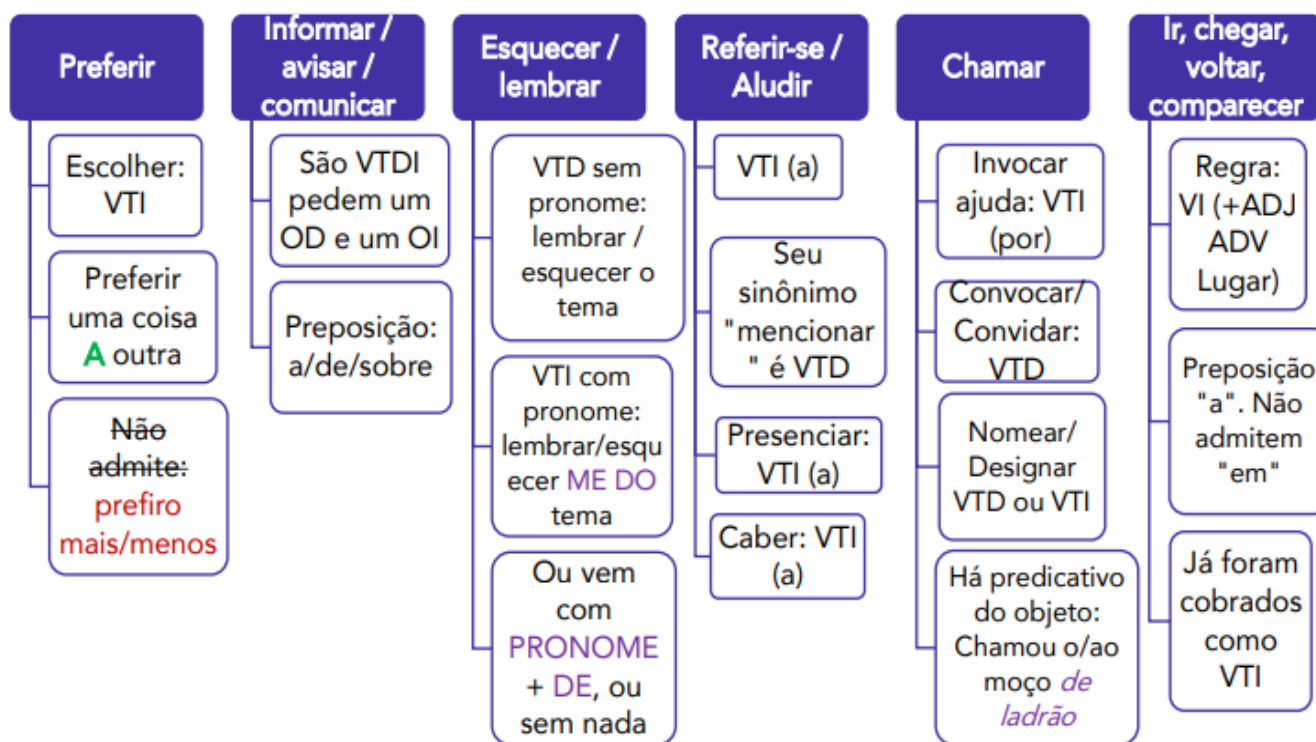 Preferir
Escolher:
VTI
Preferir
uma coisa
A outra
Não
admite:
prefiro
mais/menos
Informar /
avisar /
comunicar
São VTDI
pedem um
OD e um OI
Preposição:
a/de/sobre
Esquecer /
lembrar
VTD sem
pronome:
lembrar /
esquecer o
tema
VTI com
pronome:
lembrar/esqu
ecer ME DO
tema
Ou vem
com
PRONOME
+ DE, ou
sem nada
Referir-se /
Aludir
VTI (a)
Seu
sinônimo
"mencionar
" é VTD
Presenciar:
VTI (a)
Caber: VTI
(a)
Chamar
Invocar
ajuda: VTI
(por)
Convocar/
Convidar:
VTD
Nomear/
Designar
VTD ou VTI
Há predicativo
do objeto:
Chamou o/ao
moço de
ladrão
Ir, chegar,
voltar,
comparecer
Regra:
VI (+ADJ
ADV
Lugar)
Preposição
"a". Não
admitem
"em"
Já foram
cobrados
como
VTI